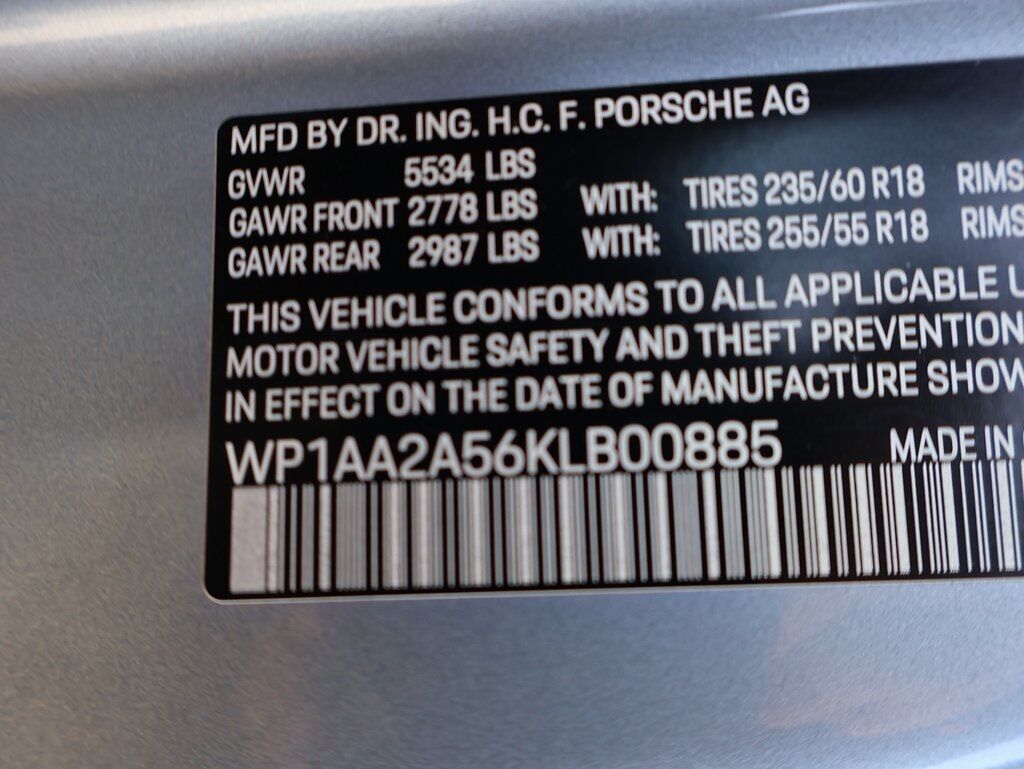 MFD BY DR. ING. H.C. F. PORSCHE AG
GVWR 5534 LBS
GAWR FRONT 2778 LBS WITH: TIRES 235/60 R18 RIMS
GAWR REAR 2987 LBS WITH: TIRES 255/55 R18 RIMS
THIS VEHICLE CONFORMS TO ALL APPLICABLE
MOTOR VEHICLE SAFETY AND THEFT PREVENTION
IN EFFECT ON THE DATE OF MANUFACTURE SHOW
WP1AA2A56KLB00885 MADE IN